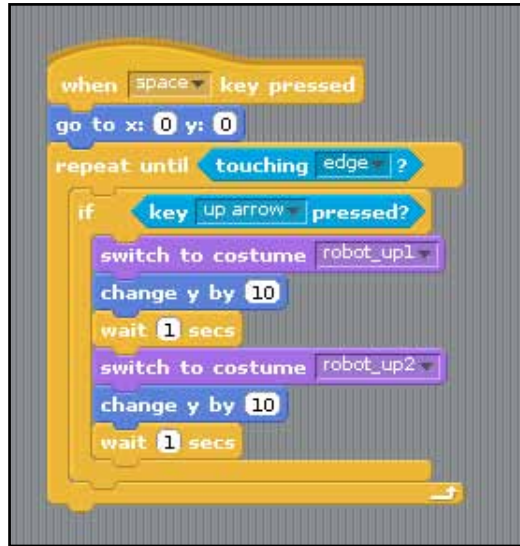 when space key pressed
go to x: 0 y: 0
repeat until touching edge ?
if key up arrow pressed?
switch to costume robot_up1
change y by 10
wait 1 secs
switch to costume robot_up2
change y by 10
wait 1 secs